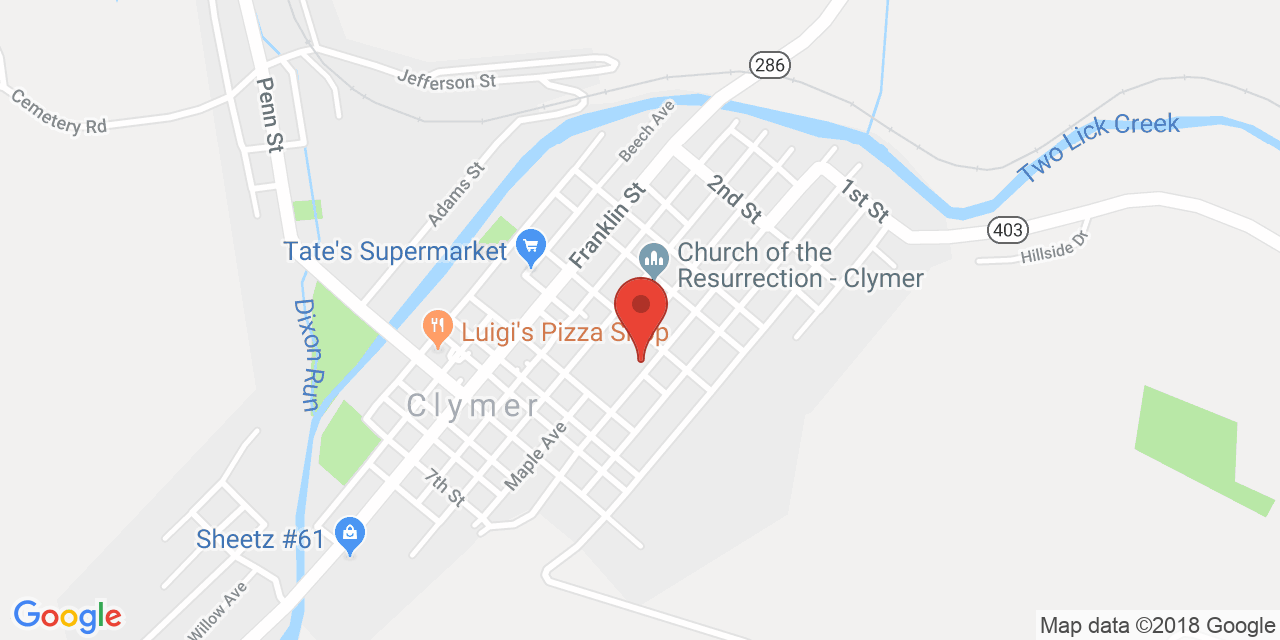 286
Jefferson St
Cemetery Rd
Penn St
Beech Ave
Two Lick Creek
Adams St
2nd St
1st St
Franklin St
403
Hillside Dr
Tate's Supermarket
Church of the
Resurrection - Clymer
Dixon Run
Luigi's Pizza Shop
Clymer
Maple Ave
7th St
Sheetz #61
Willow Ave
Google
Map data ©2018 Google